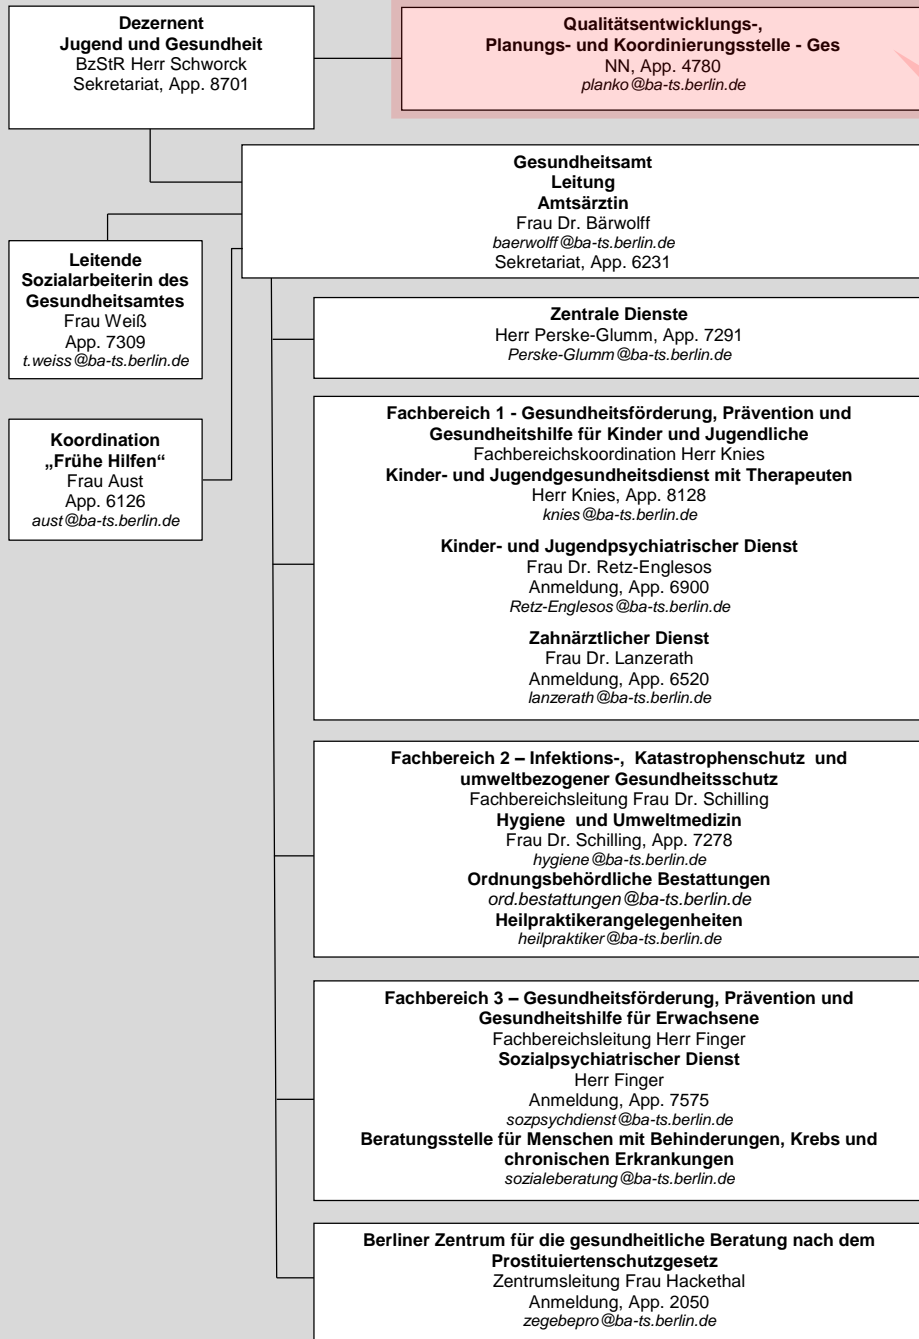 Dezernent
Jugend und Gesundheit
BzStR Herr Schworck
Sekretariat, App. 8701
Qualitätsentwicklungs-,
Planungs- und Koordinierungsstelle - Ges
NN, App. 4780
planko@ba-ts.berlin.de
Gesundheitsamt
Leitung
Amtsärztin
Frau Dr. Bärwolff
baerwolff@ba-ts.berlin.de
Sekretariat, App. 6231
Leitende
Sozialarbeiterin des
Gesundheitsamtes
Frau Weiß
App. 7309
t.weiss@ba-ts.berlin.de
Koordination
„Frühe Hilfen“
Frau Aust
App. 6126
aust@ba-ts.berlin.de
Zentrale Dienste
Herr Perske-Glumm, App. 7291
Perske-Glumm@ba-ts.berlin.de
Fachbereich 1 - Gesundheitsförderung, Prävention und
Gesundheitshilfe für Kinder und Jugendliche
Fachbereichskoordination Herr Knies
Kinder- und Jugendgesundheitsdienst mit Therapeuten
Herr Knies, App. 8128
knies@ba-ts.berlin.de
Kinder- und Jugendpsychiatrischer Dienst
Frau Dr. Retz-Englesos
Anmeldung, App. 6900
Retz-Englesos@ba-ts.berlin.de
Zahnärztlicher Dienst
Frau Dr. Lanzerath
Anmeldung, App. 6520
lanzerath@ba-ts.berlin.de
Fachbereich 2 – Infektions-, Katastrophenschutz und
umweltbezogener Gesundheitsschutz
Fachbereichsleitung Frau Dr. Schilling
Hygiene und Umweltmedizin
Frau Dr. Schilling, App. 7278
hygiene@ba-ts.berlin.de
Ordnungsbehördliche Bestattungen
ord.bestattungen@ba-ts.berlin.de
Heilpraktikerangelegenheiten
heilpraktiker@ba-ts.berlin.de
Fachbereich 3 – Gesundheitsförderung, Prävention und
Gesundheitshilfe für Erwachsene
Fachbereichsleitung Herr Finger
Sozialpsychiatrischer Dienst
Herr Finger
Anmeldung, App. 7575
sozpsychdienst@ba-ts.berlin.de
Beratungsstelle für Menschen mit Behinderungen, Krebs und
chronischen Erkrankungen
sozialeberatung@ba-ts.berlin.de
Berliner Zentrum für die gesundheitliche Beratung nach dem
Prostituiertenschutzgesetz
Zentrumsleitung Frau Hackethal
Anmeldung, App. 2050
zegebepro@ba-ts.berlin.de